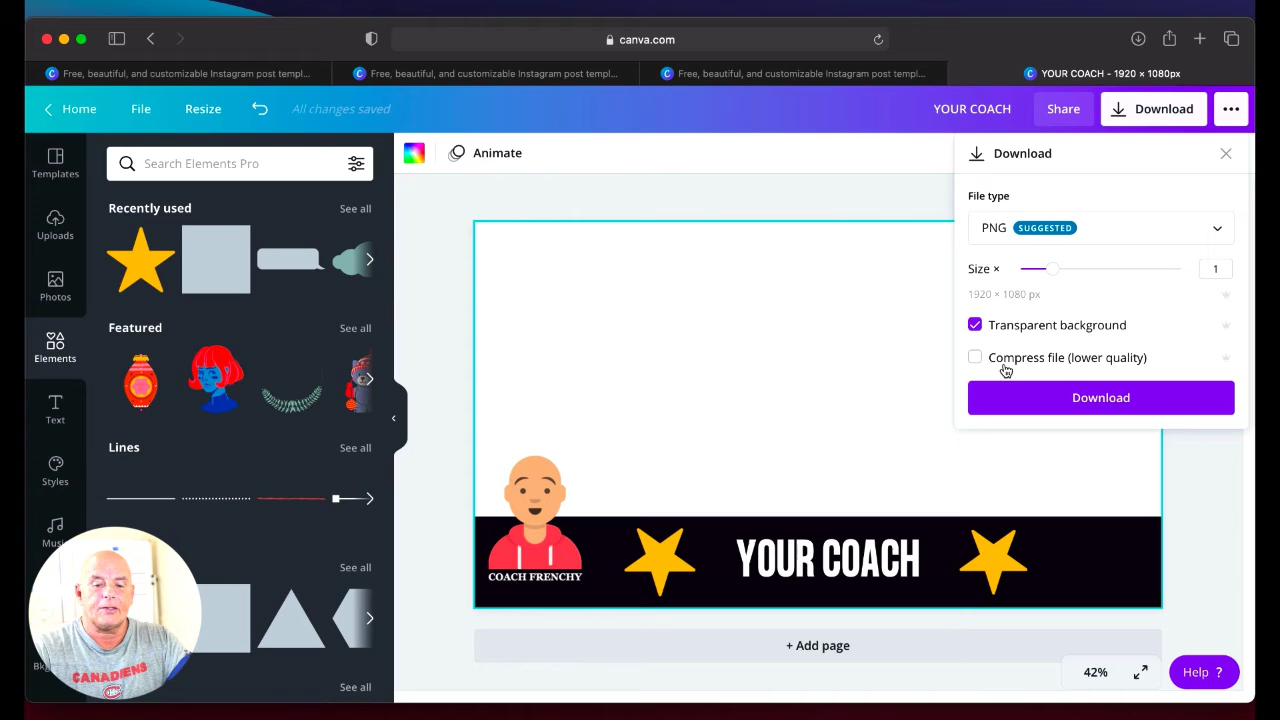 canva.com
Free, beautiful, and customizable Instagram post templ...
Free, beautiful, and customizable Instagram post templ...
Free, beautiful, and customizable Instagram post templ...
YOUR COACH - 1920 × 1080px
Home
File
Resize
All changes saved
YOUR COACH
Share
Download
Templates
Uploads
Photos
Elements
Text
Styles
Search Elements Pro
Recently used
See all
Featured
See all
Lines
See all
See all
See all
Animate
Download
File type
PNG SUGGESTED
Size × 1
1920 × 1080 px
Transparent background
Compress file (lower quality)
Download
COACH FRENCHY
YOUR COACH
+ Add page
42%
Help ?
CANADIENS